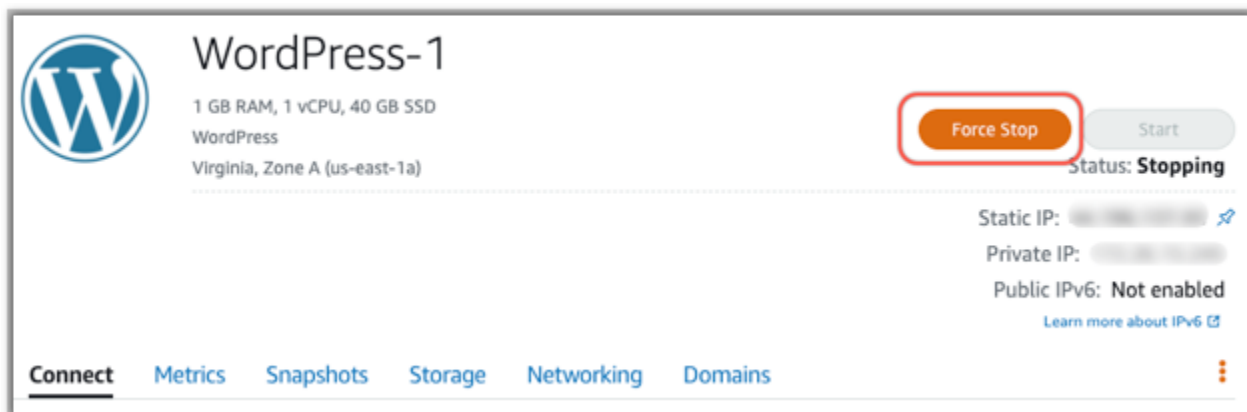 WordPress-1
1 GB RAM, 1 vCPU, 40 GB SSD
WordPress
Virginia, Zone A (us-east-1a)
Force Stop Start
Status: Stopping
Static IP:
Private IP:
Public IPv6: Not enabled
Learn more about IPv6
Connect Metrics Snapshots Storage Networking Domains